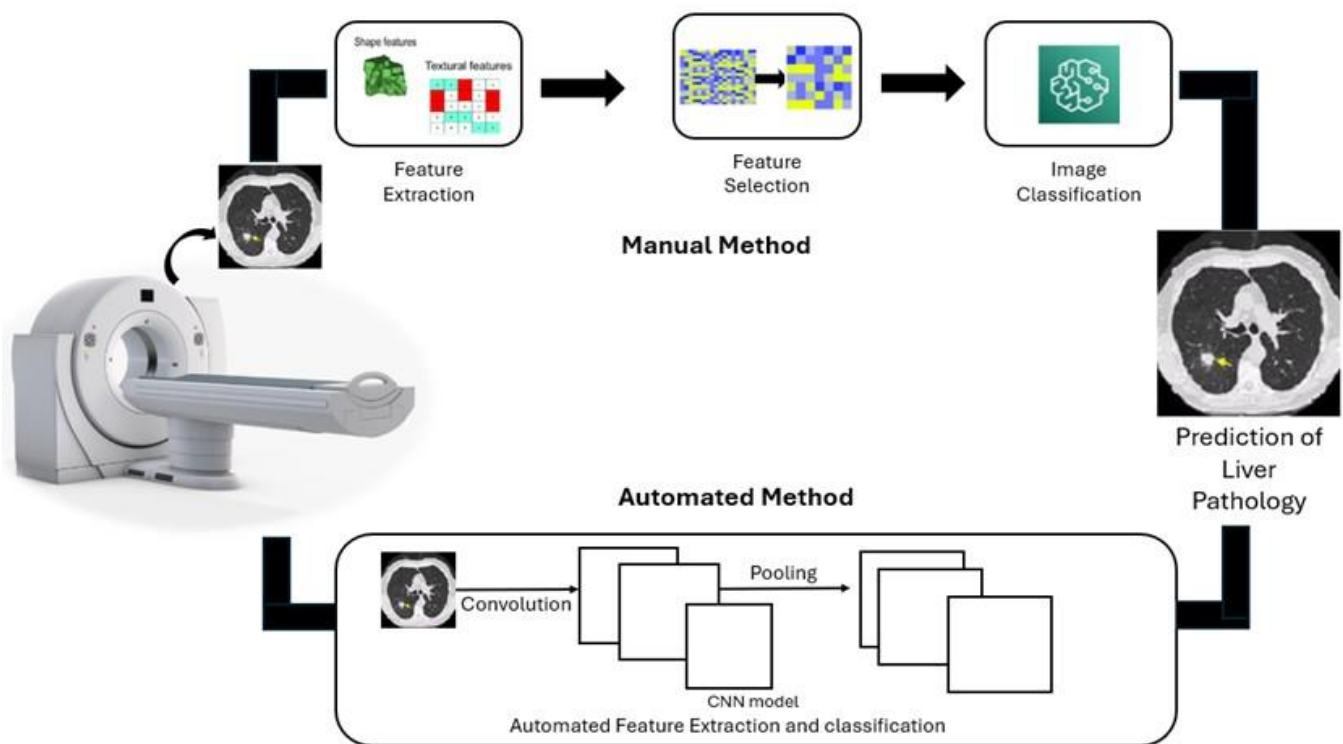 Shape features
Textural features
Feature
Extraction
Feature
Selection
Image
Classification
Manual Method
Prediction of
Liver
Pathology
Automated Method
Convolution
Pooling
CNN model
Automated Feature Extraction and classification